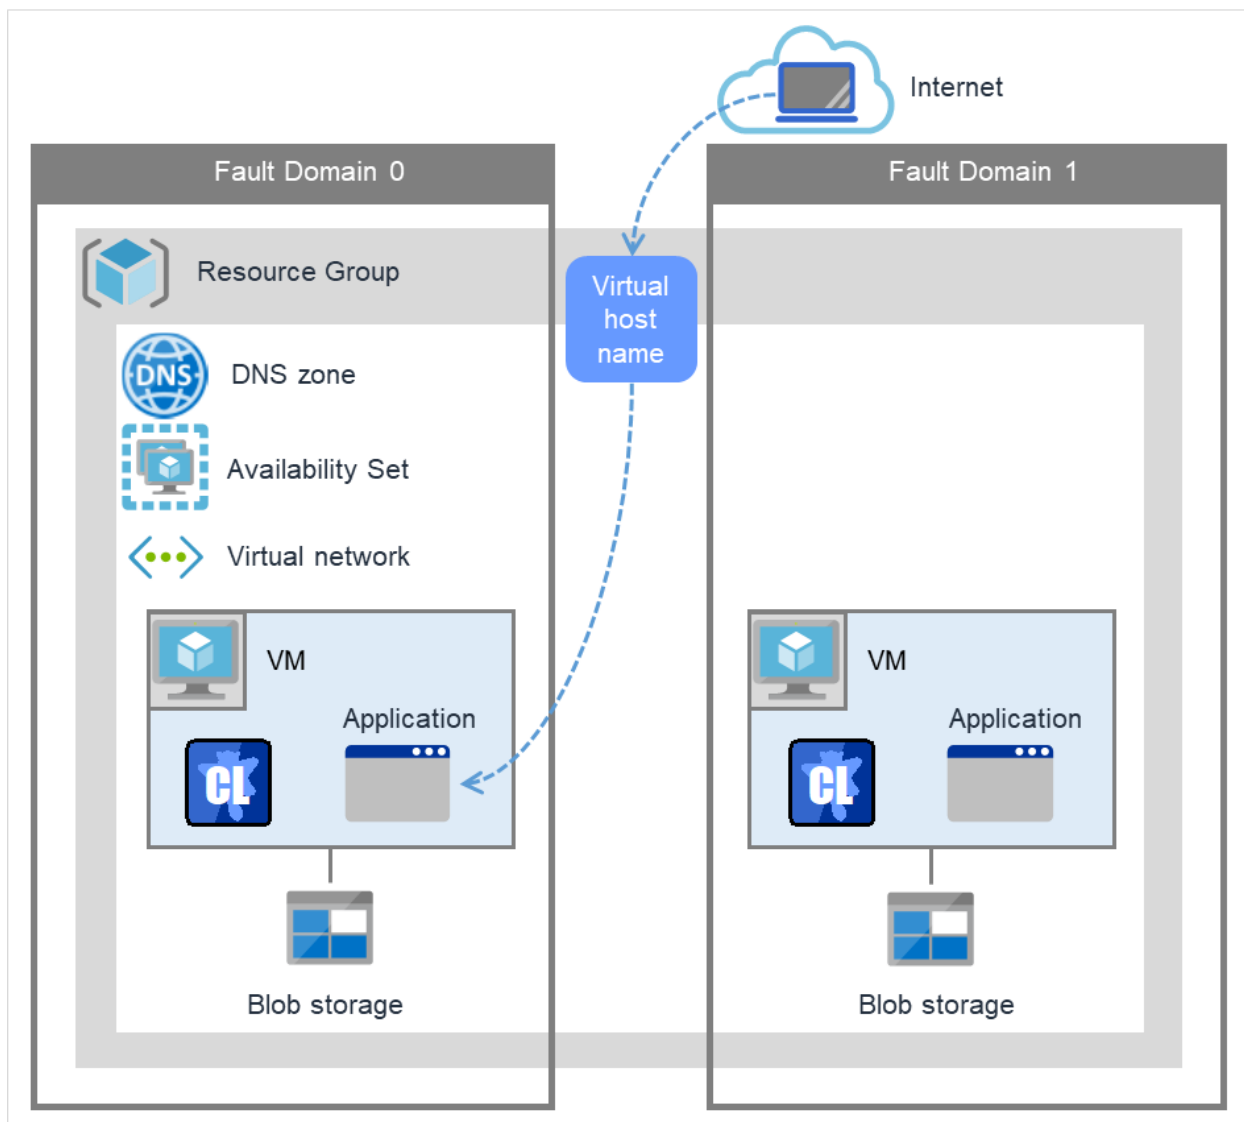 Internet
Fault Domain 0
Fault Domain 1
Resource Group
Virtual
host
name
DNS
DNS zone
Availability Set
Virtual network
VM
VM
Application
Application
CL
CL
Blob storage
Blob storage